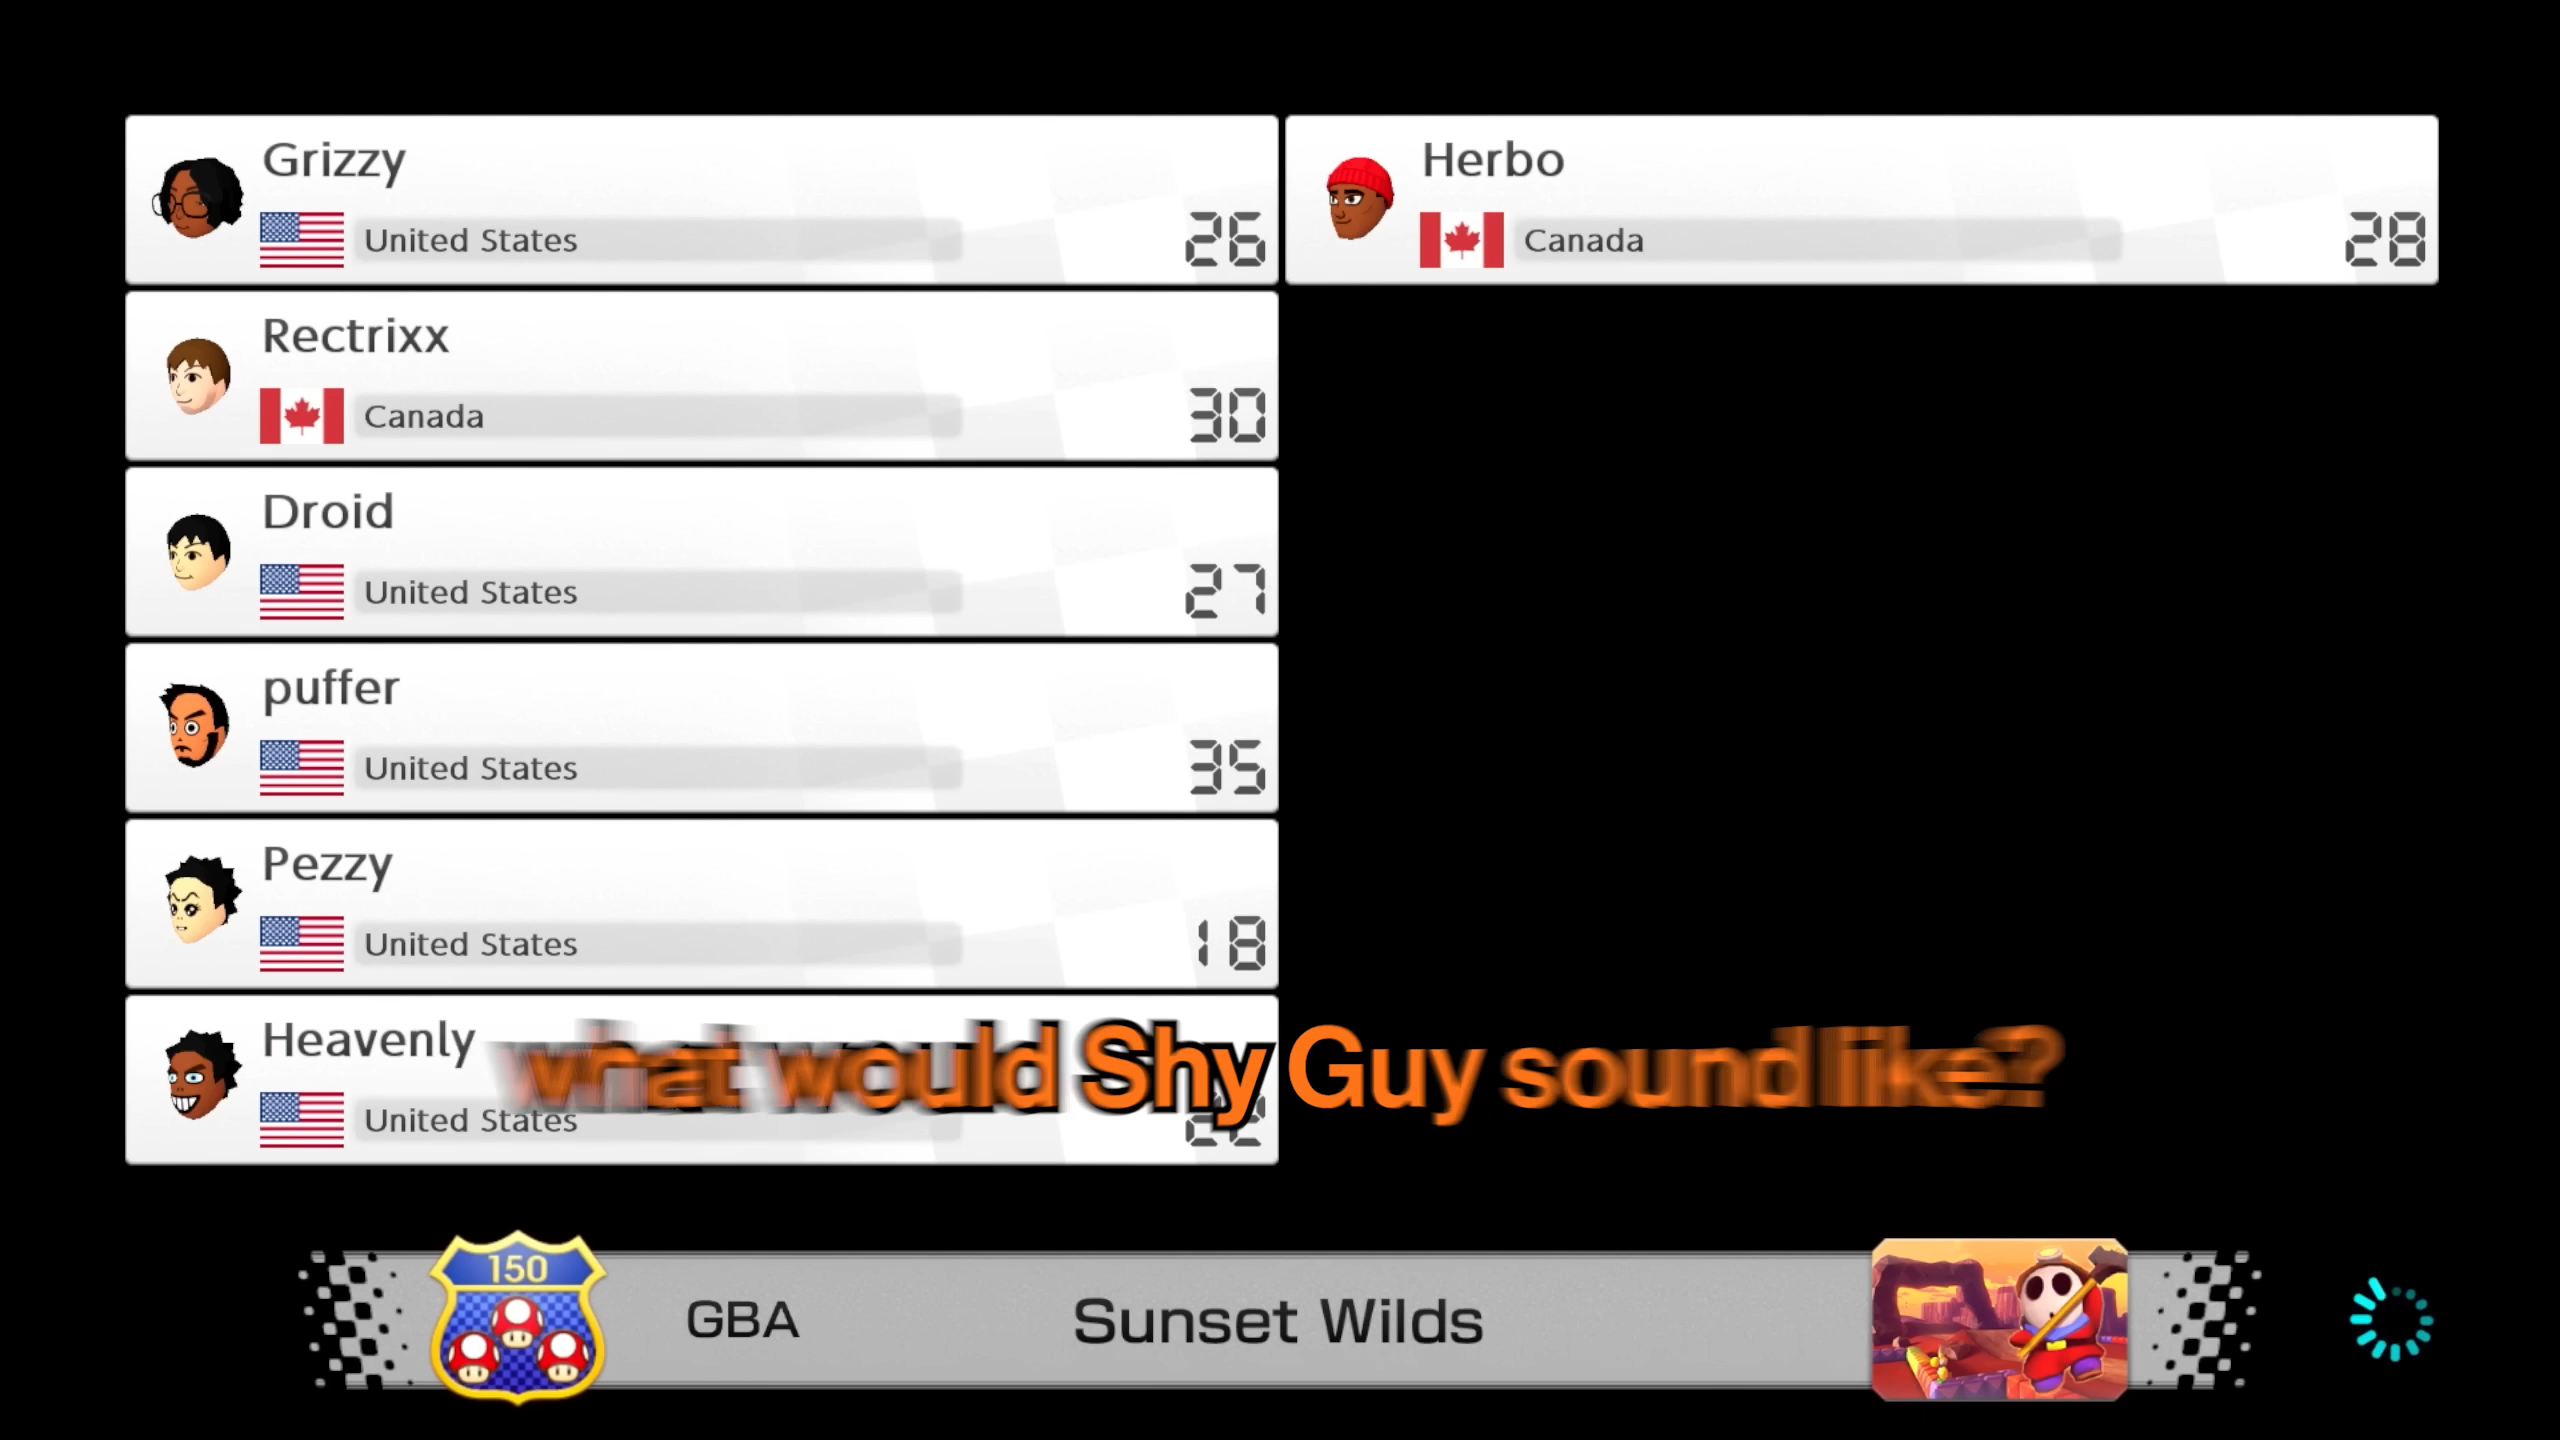 Grizzy
United States
26
Rectrixx
Canada
30
Droid
United States
27
puffer
United States
35
Pezzy
United States
18
Heavenly
United States
22
Herbo
Canada
28
what would Shy Guy sound like?
150
GBA
Sunset Wilds